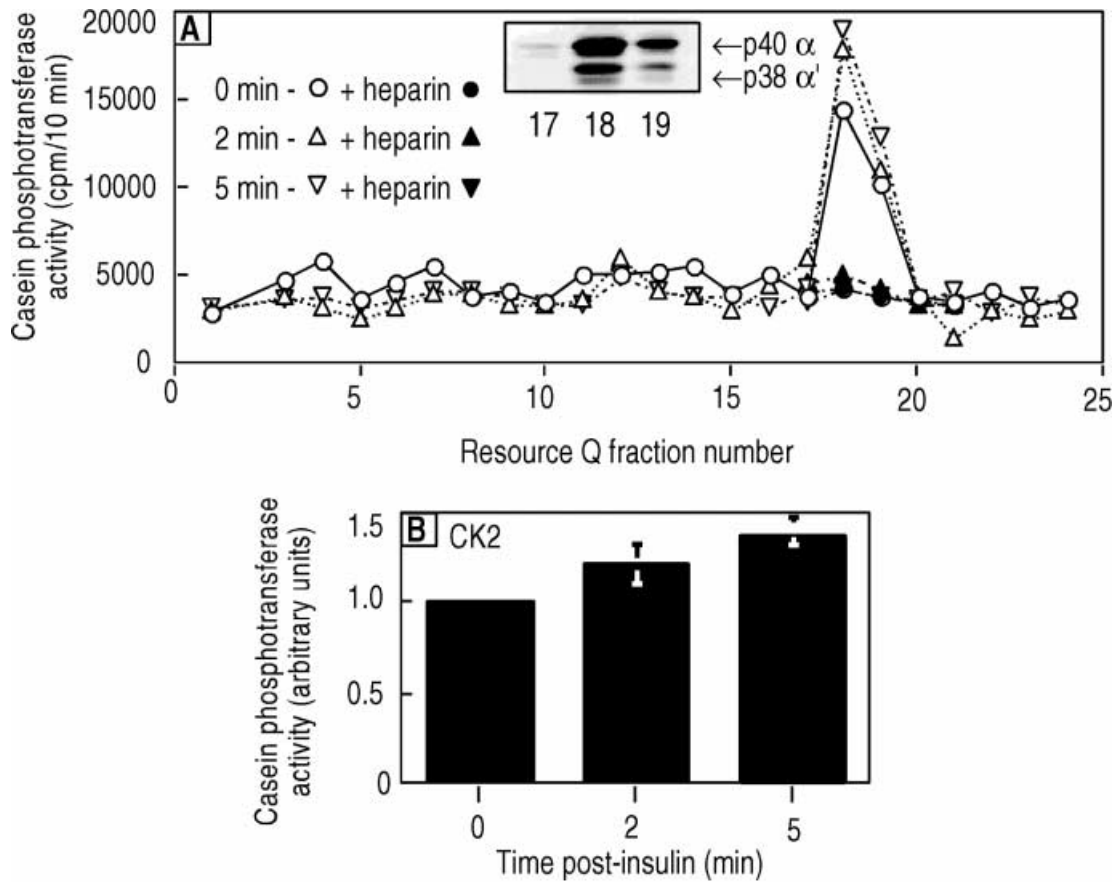 A
20000
15000
10000
5000
0
Casein phosphotransferase
activity (cpm/10 min)
0 min - ○ + heparin ●
2 min - △ + heparin ▲
5 min - ▽ + heparin ▼
←p40 α
←p38 α'
17 18 19
0 5 10 15 20 25
Resource Q fraction number
B CK2
1.5
1.0
0.5
0
Casein phosphotransferase
activity (arbitrary units)
0 2 5
Time post-insulin (min)